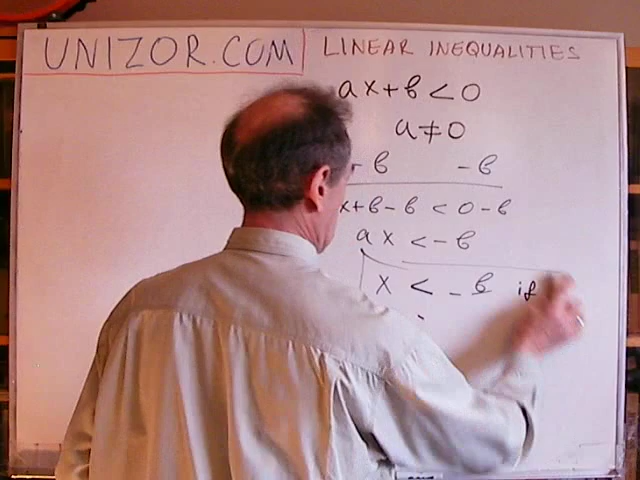 UNIZOR.COM LINEAR INEQUALITIES
ax+b<0
a≠0
-b -b
x+b-b<0-b
ax<-b
x<-b if